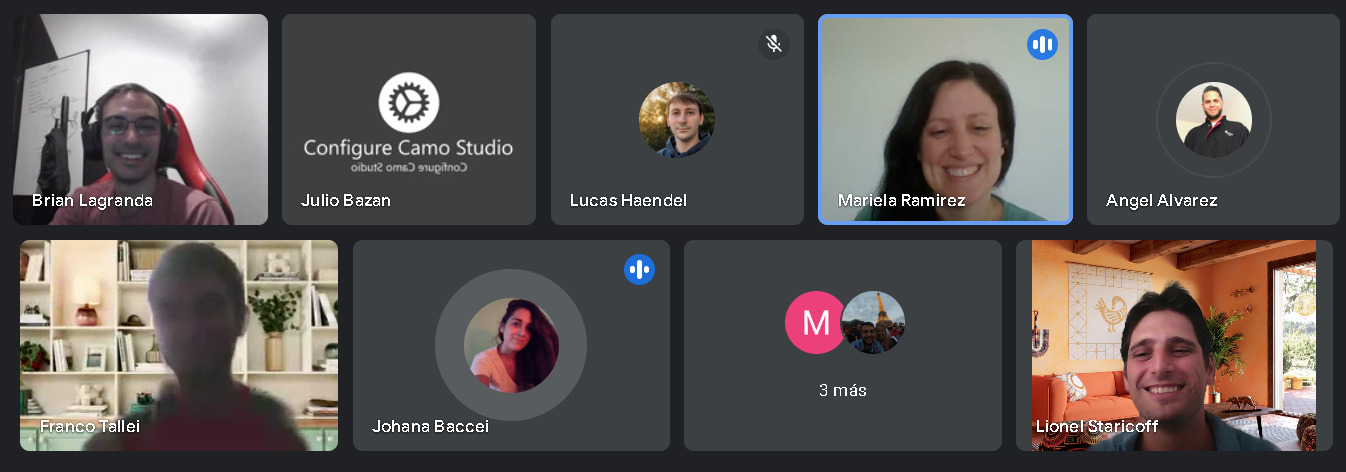 Configure Camo Studio
Configure Camo Studio
Brian Lagranda
Julio Bazan
Lucas Haendel
Mariela Ramirez
Angel Alvarez
M
3 más
Franco Tallei
Johana Baccei
Lionel Staricoff